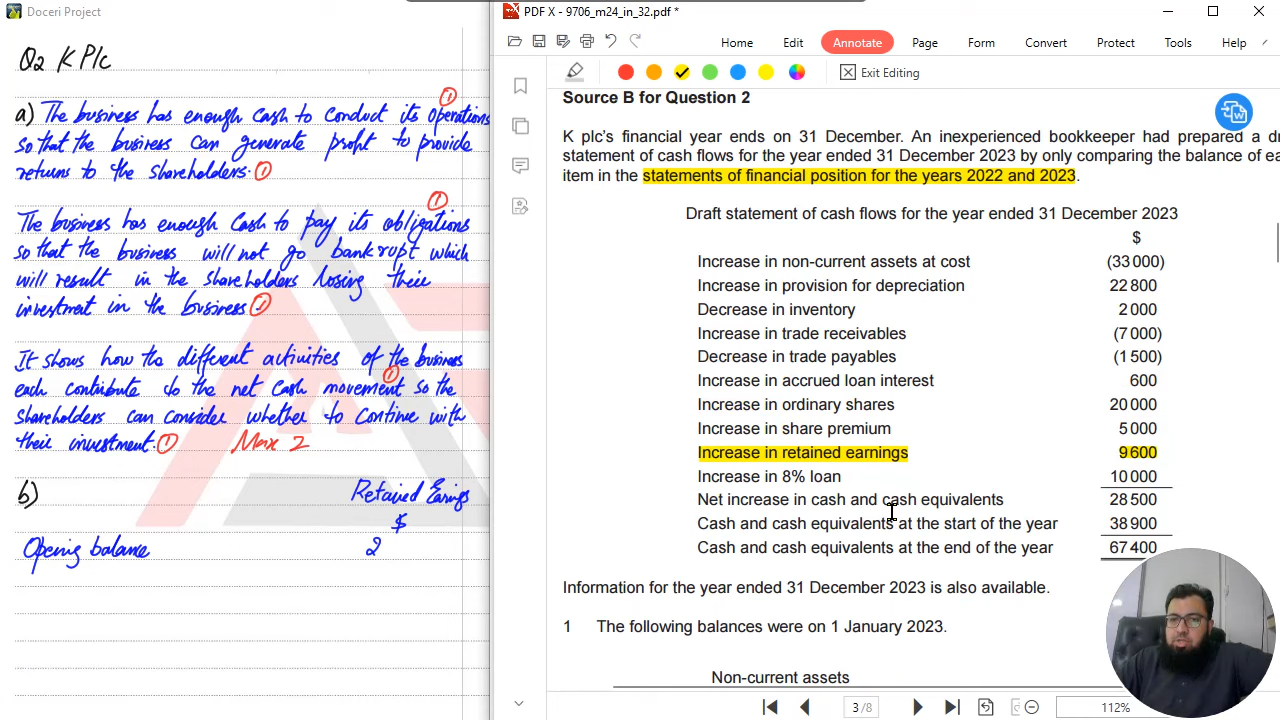 Doceri Project
Q2 K Plc
a) The business has enough cash to conduct its operations ①
so that the business can generate profit to provide
returns to the shareholders. ①
The business has enough cash to pay its obligations ①
so that the business will not go bankrupt which
will result in the shareholders losing their
investment in the business. ①
It shows how the different activities of the business
each contribute to the net cash movement ① so the
shareholders can consider whether to continue with
their investment. ① Max 2
b) Retained Earnings
$
Opening balance 2
PDF X - 9706_m24_in_32.pdf *
Home Edit Annotate Page Form Convert Protect Tools Help
Exit Editing
Source B for Question 2
K plc's financial year ends on 31 December. An inexperienced bookkeeper had prepared a
statement of cash flows for the year ended 31 December 2023 by only comparing the balance of
item in the statements of financial position for the years 2022 and 2023.
Draft statement of cash flows for the year ended 31 December 2023
$
Increase in non-current assets at cost (33 000)
Increase in provision for depreciation 22 800
Decrease in inventory 2 000
Increase in trade receivables (7 000)
Decrease in trade payables (1 500)
Increase in accrued loan interest 600
Increase in ordinary shares 20 000
Increase in share premium 5 000
Increase in retained earnings 9 600
Increase in 8% loan 10 000
Net increase in cash and cash equivalents 28 500
Cash and cash equivalents at the start of the year 38 900
Cash and cash equivalents at the end of the year 67 400
Information for the year ended 31 December 2023 is also available.
1 The following balances were on 1 January 2023.
Non-current assets
3 /8
112%